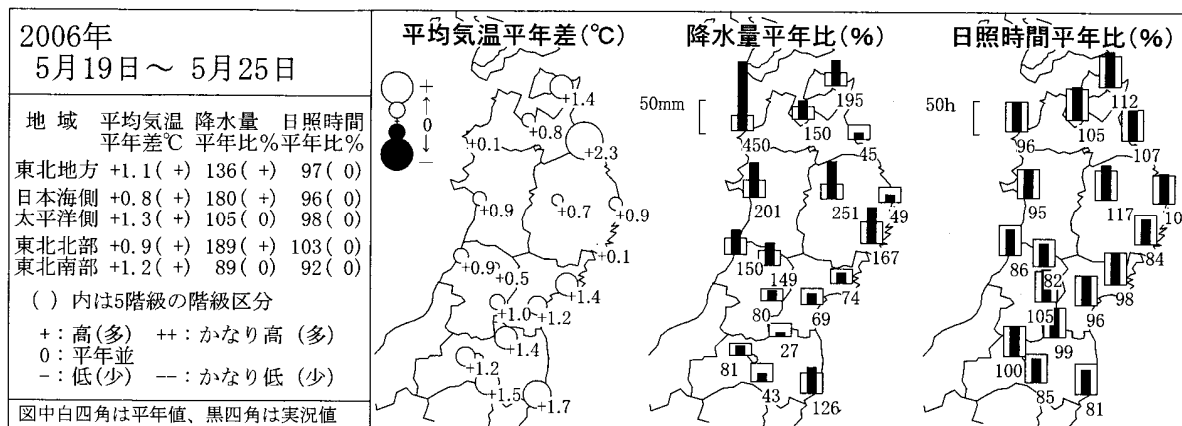 2006年
5月19日～ 5月25日
地 域 平均気温 降水量 日照時間
平年差℃ 平年比% 平年比%
東北地方 +1.1( +) 136( +) 97( 0)
日本海側 +0.8( +) 180( +) 96( 0)
太平洋側 +1.3( +) 105( 0) 98( 0)
東北北部 +0.9( +) 189( +) 103( 0)
東北南部 +1.2( +) 89( 0) 92( 0)
( ) 内は5階級の階級区分
+：高(多) ++：かなり高 (多)
0：平年並
-：低(少) --：かなり低 (少)
図中白四角は平年値、黒四角は実況値
平均気温平年差(℃)
+
↑
0
↓
-
+1.4
+0.8
+0.1
+2.3
+0.9
+0.7
+0.9
+0.1
+0.9
+0.5
+1.4
+1.0
+1.2
+1.4
+1.2
+1.5
+1.7
降水量平年比(%)
50mm
195
150
450
45
201
251
49
167
150
149
74
80
69
27
81
43
126
日照時間平年比(%)
50h
112
105
96
107
95
117
10
84
86
82
98
105
96
99
100
85
81